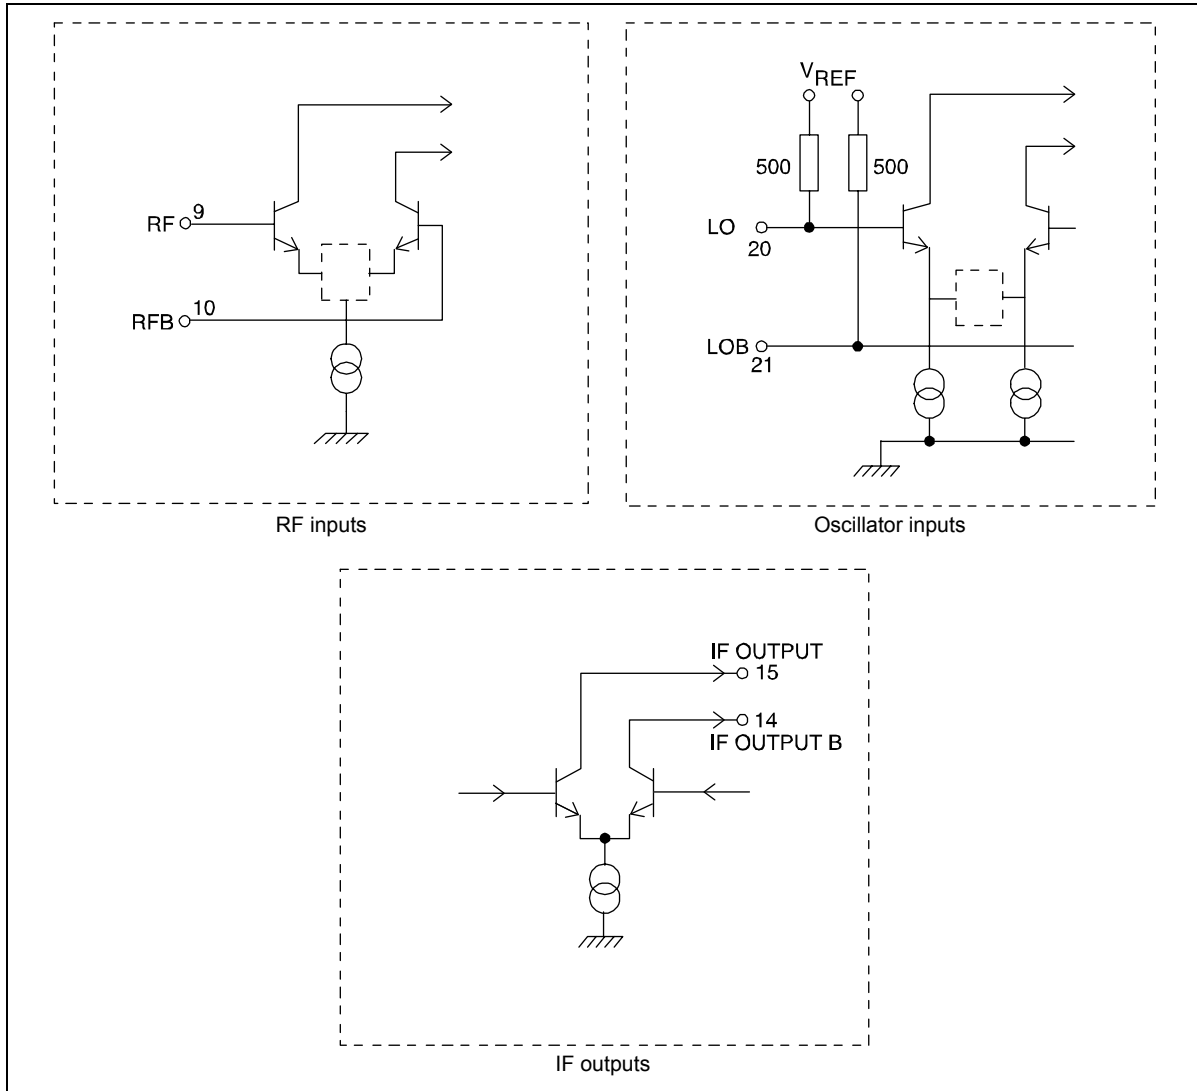 RF 9
RFB 10
RF inputs
VREF
500 500
LO 20
LOB 21
Oscillator inputs
IF OUTPUT
15
14
IF OUTPUT B
IF outputs